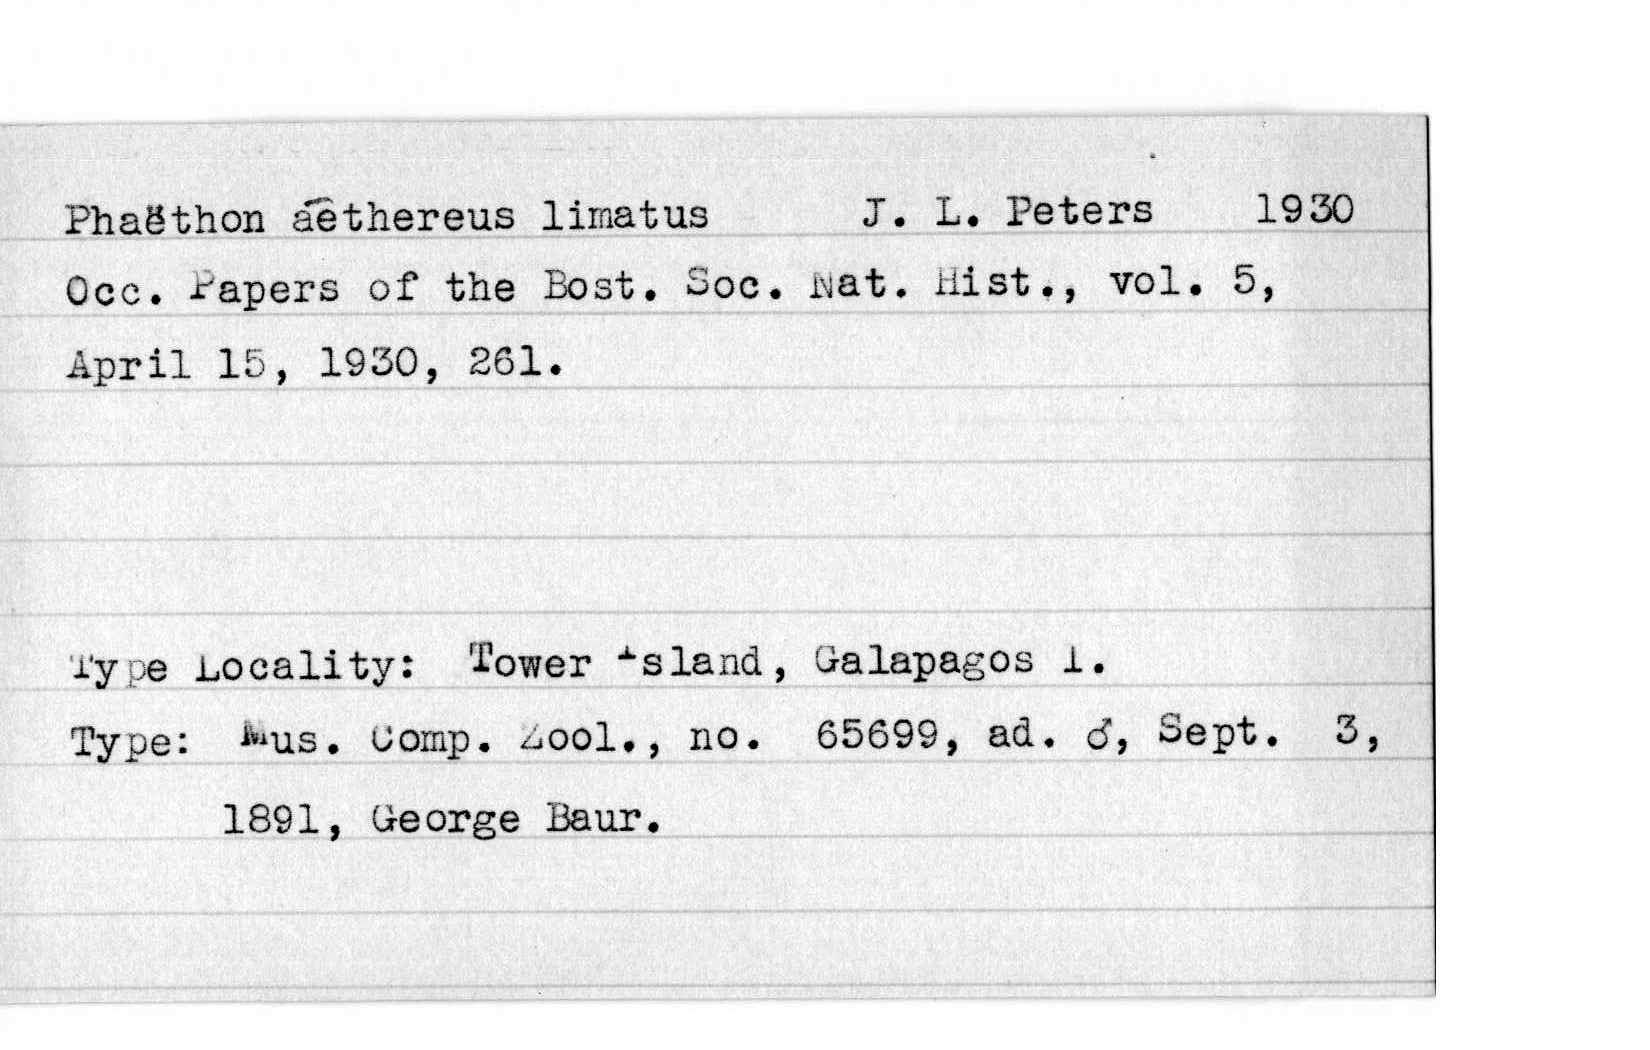 Phaëthon aethereus limatus J. L. Peters 1930
Occ. Papers of the Bost. Soc. Nat. Hist., vol. 5,
April 15, 1930, 261.
Type Locality: Tower Island, Galapagos I.
Type: Mus. Comp. Zool., no. 65699, ad. ♂, Sept. 3,
1891, George Baur.